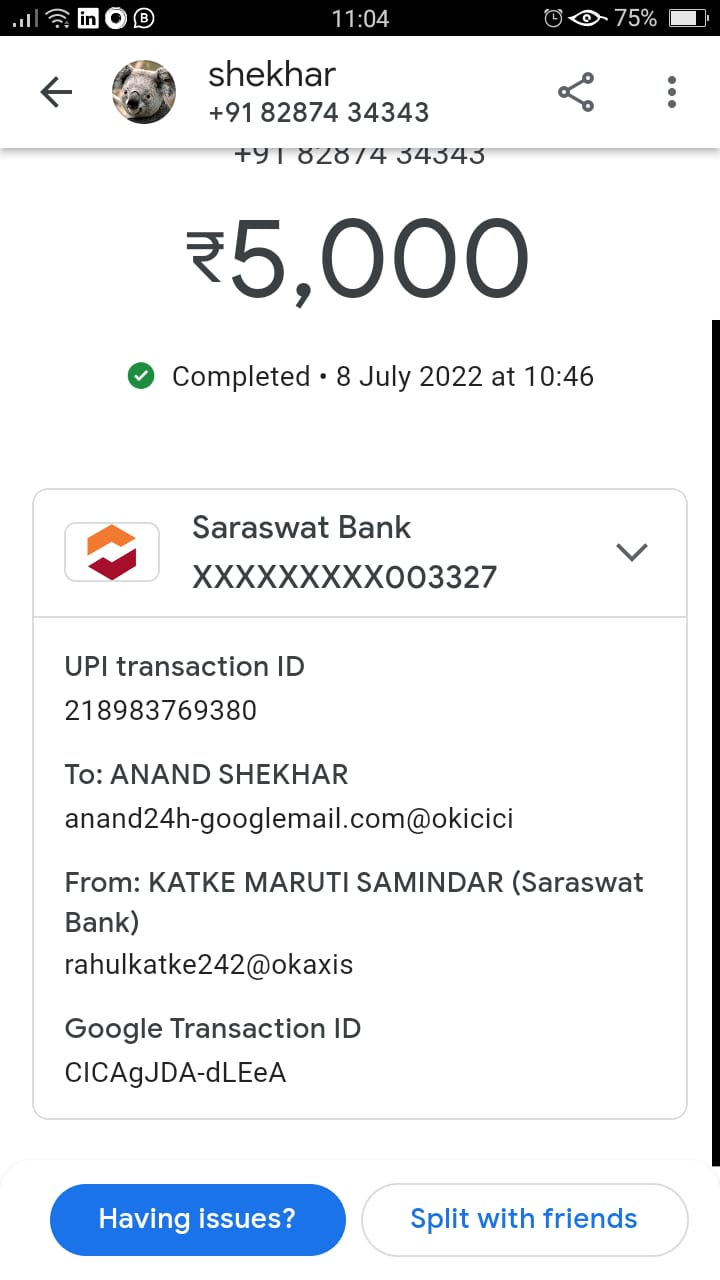 11:04
75%
shekhar
+91 82874 34343
+91 82874 34343
₹5,000
Completed • 8 July 2022 at 10:46
Saraswat Bank
XXXXXXXXX003327
UPI transaction ID
218983769380
To: ANAND SHEKHAR
anand24h-googlemail.com@okicici
From: KATKE MARUTI SAMINDAR (Saraswat
Bank)
rahulkatke242@okaxis
Google Transaction ID
CICAgJDA-dLEeA
Having issues?
Split with friends